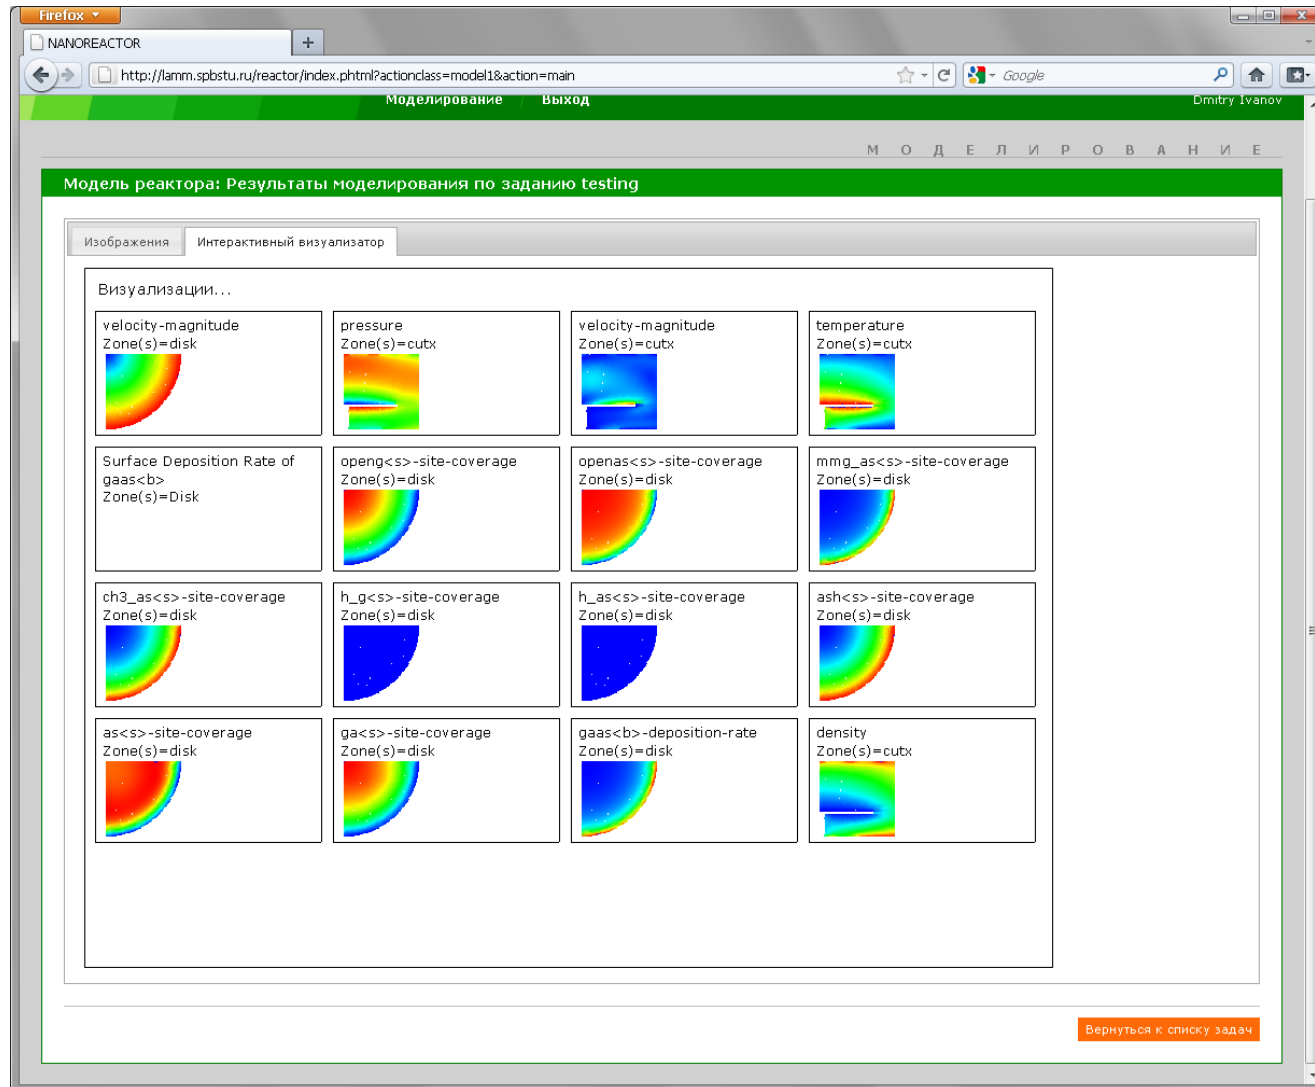 Firefox
NANOREACTOR
http://lamm.spbstu.ru/reactor/index.phtml?actionclass=model1&action=main
Google
Моделирование Выход
Dmitry Ivanov
МОДЕЛИРОВАНИЕ
Модель реактора: Результаты моделирования по заданию testing
Изображения
Интерактивный визуализатор
Визуализации...
velocity-magnitude
Zone(s)=disk
pressure
Zone(s)=cutx
velocity-magnitude
Zone(s)=cutx
temperature
Zone(s)=cutx
Surface Deposition Rate of
gaas<b>
Zone(s)=Disk
openg<s>-site-coverage
Zone(s)=disk
openas<s>-site-coverage
Zone(s)=disk
mmg_as<s>-site-coverage
Zone(s)=disk
ch3_as<s>-site-coverage
Zone(s)=disk
h_g<s>-site-coverage
Zone(s)=disk
h_as<s>-site-coverage
Zone(s)=disk
ash<s>-site-coverage
Zone(s)=disk
as<s>-site-coverage
Zone(s)=disk
ga<s>-site-coverage
Zone(s)=disk
gaas<b>-deposition-rate
Zone(s)=disk
density
Zone(s)=cutx
Вернуться к списку задач